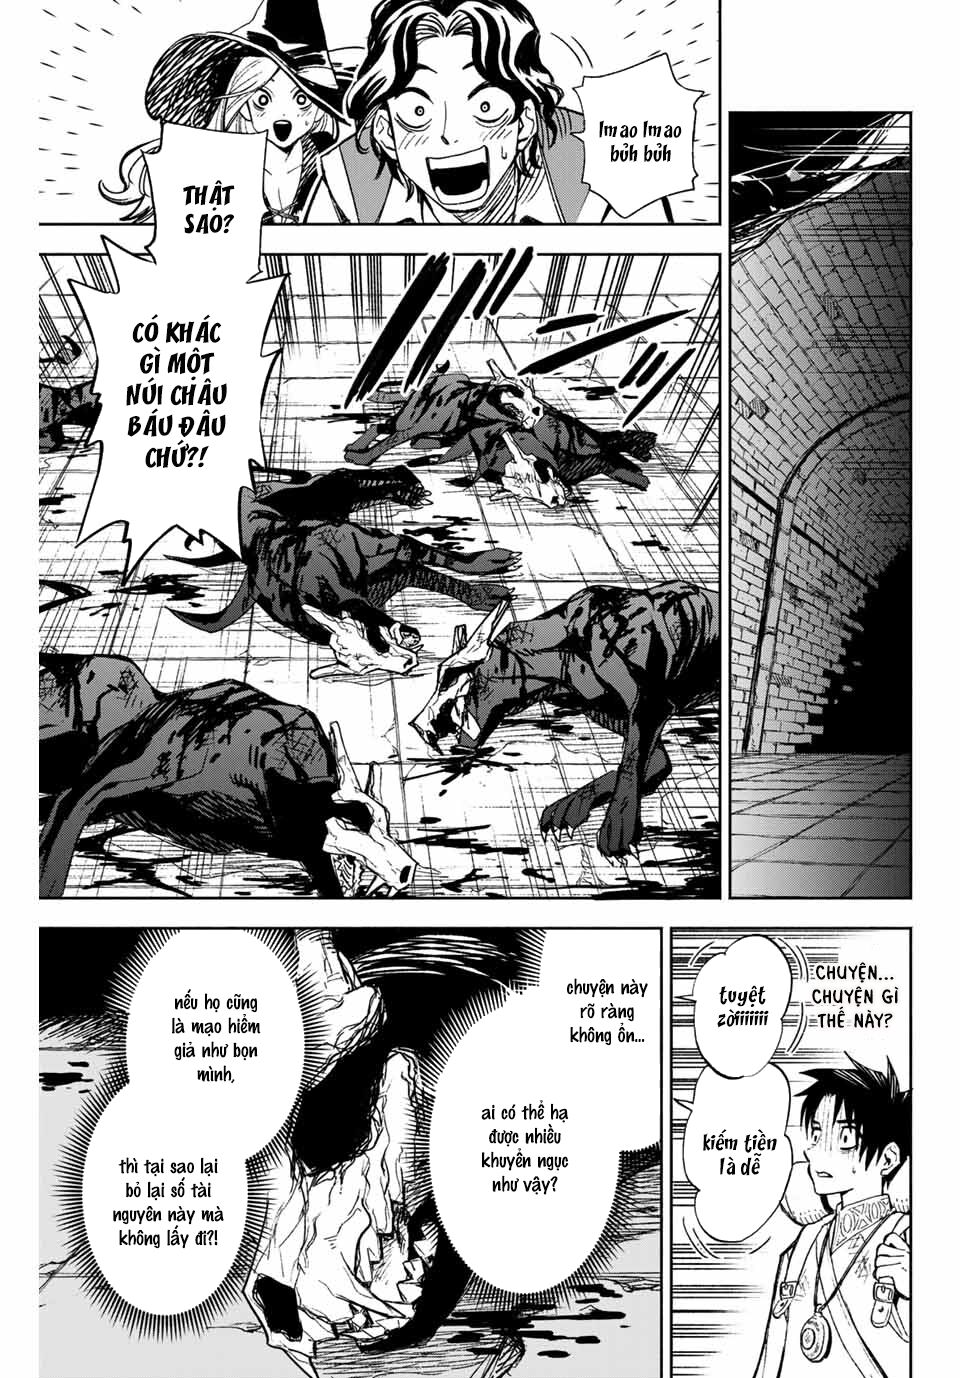 lmao lmao
bủh bủh
THẬT
SAO?
CÓ KHÁC
GÌ MỘT
NÚI CHÂU
BÁU ĐÂU
CHỨ?!
CHUYỆN...
CHUYỆN GÌ
THẾ NÀY?
tuyệt
zờiiiiiii
kiếm tiền
là dễ
chuyện này
rõ ràng
không ổn...
ai có thể hạ
được nhiều
khuyển ngục
như vậy?
nếu họ cũng
là mạo hiểm
giả như bọn
mình,
thì tại sao lại
bỏ lại số tài
nguyên này mà
không lấy đi?!